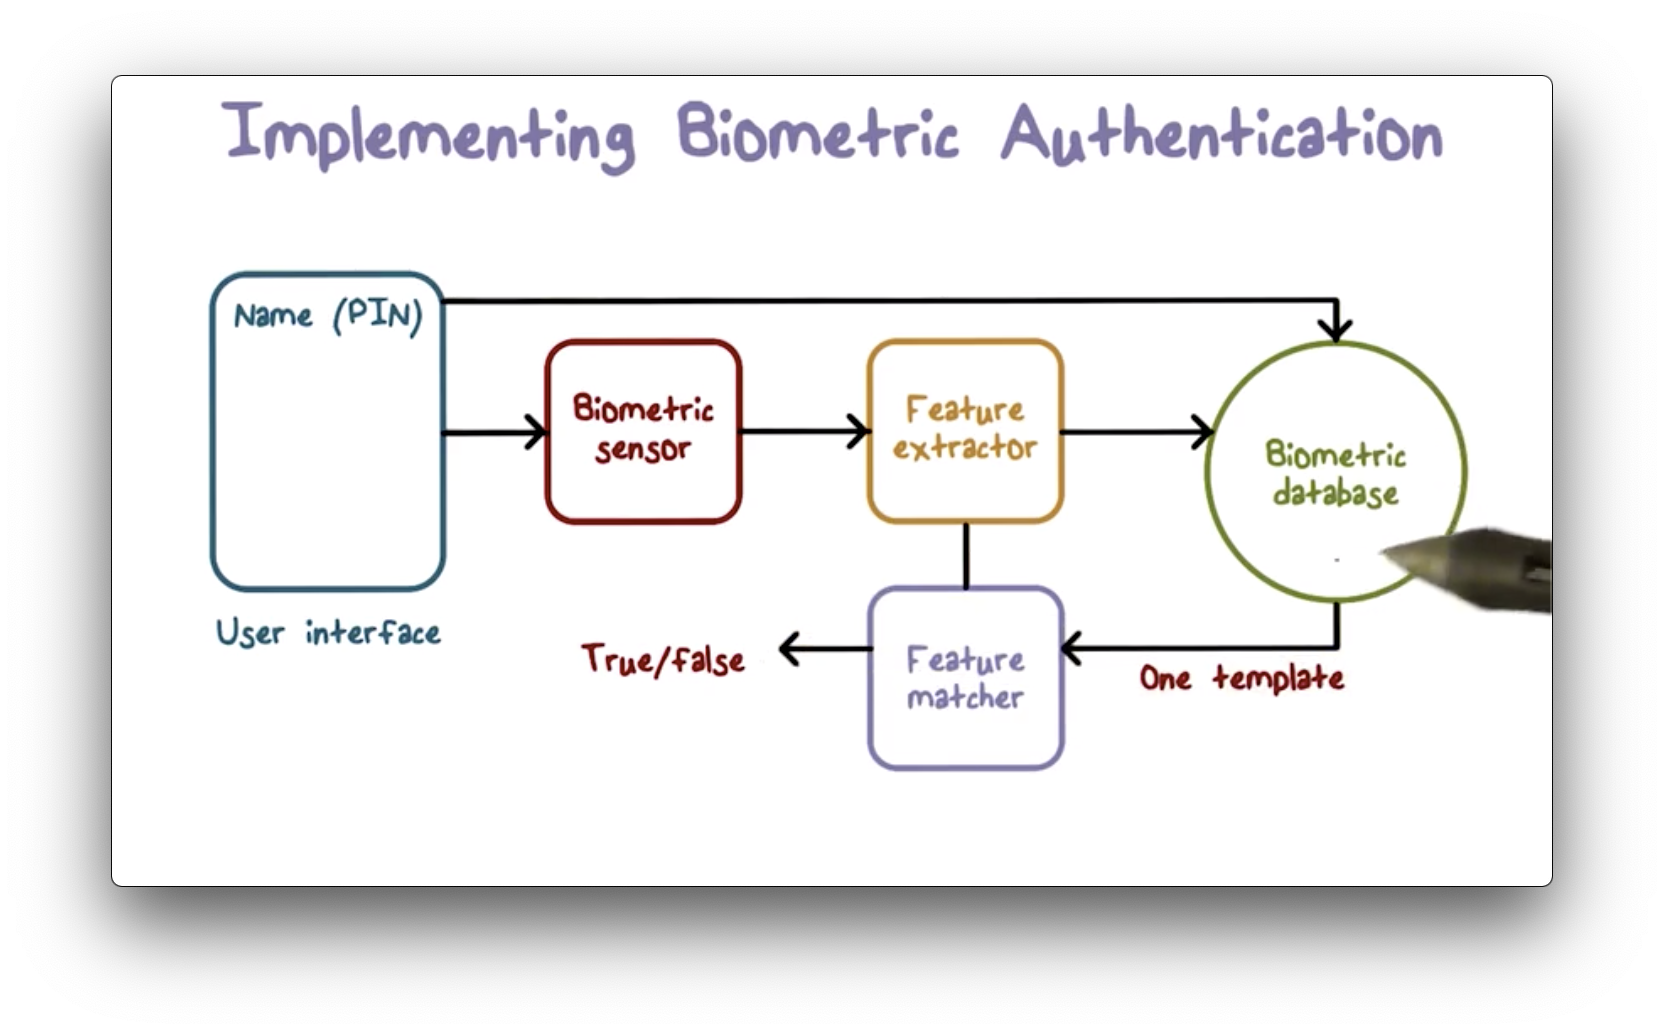 Implementing Biometric Authentication
Name (PIN)
Biometric
sensor
Feature
extractor
Biometric
database
User interface
True/false
Feature
matcher
One template